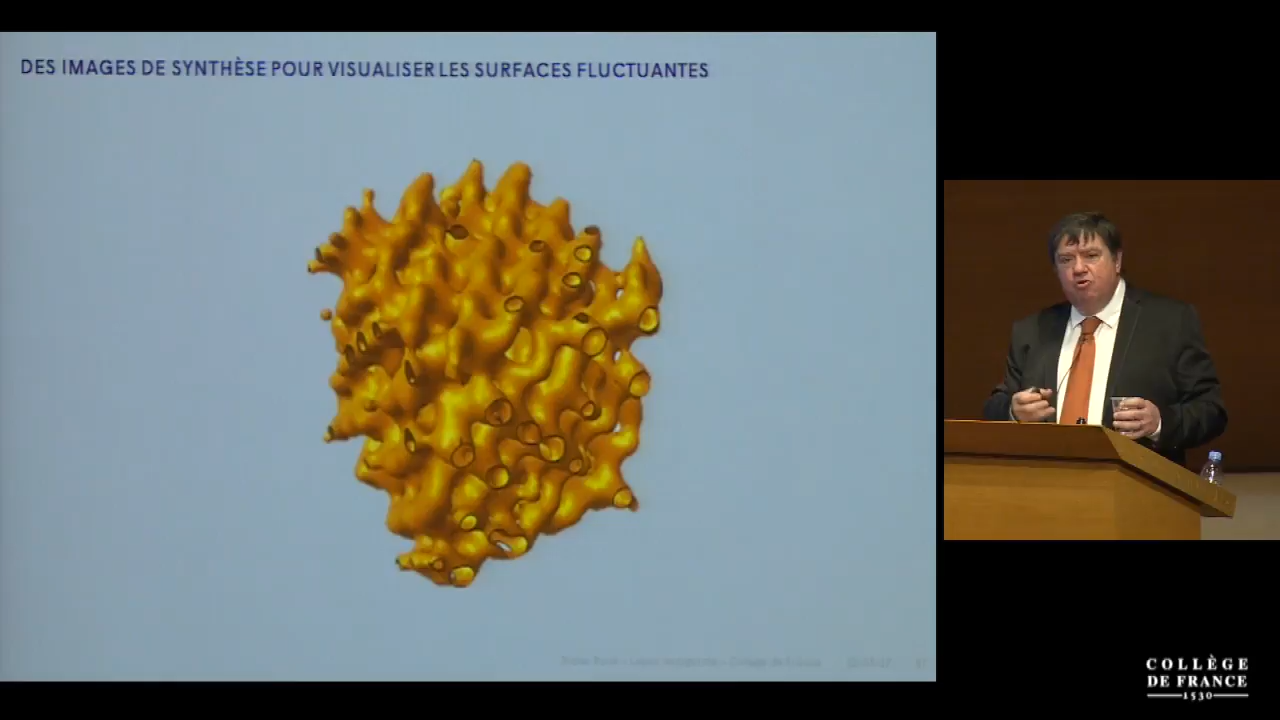 DES IMAGES DE SYNTHÈSE POUR VISUALISER LES SURFACES FLUCTUANTES
COLLÈGE
DE FRANCE
1530